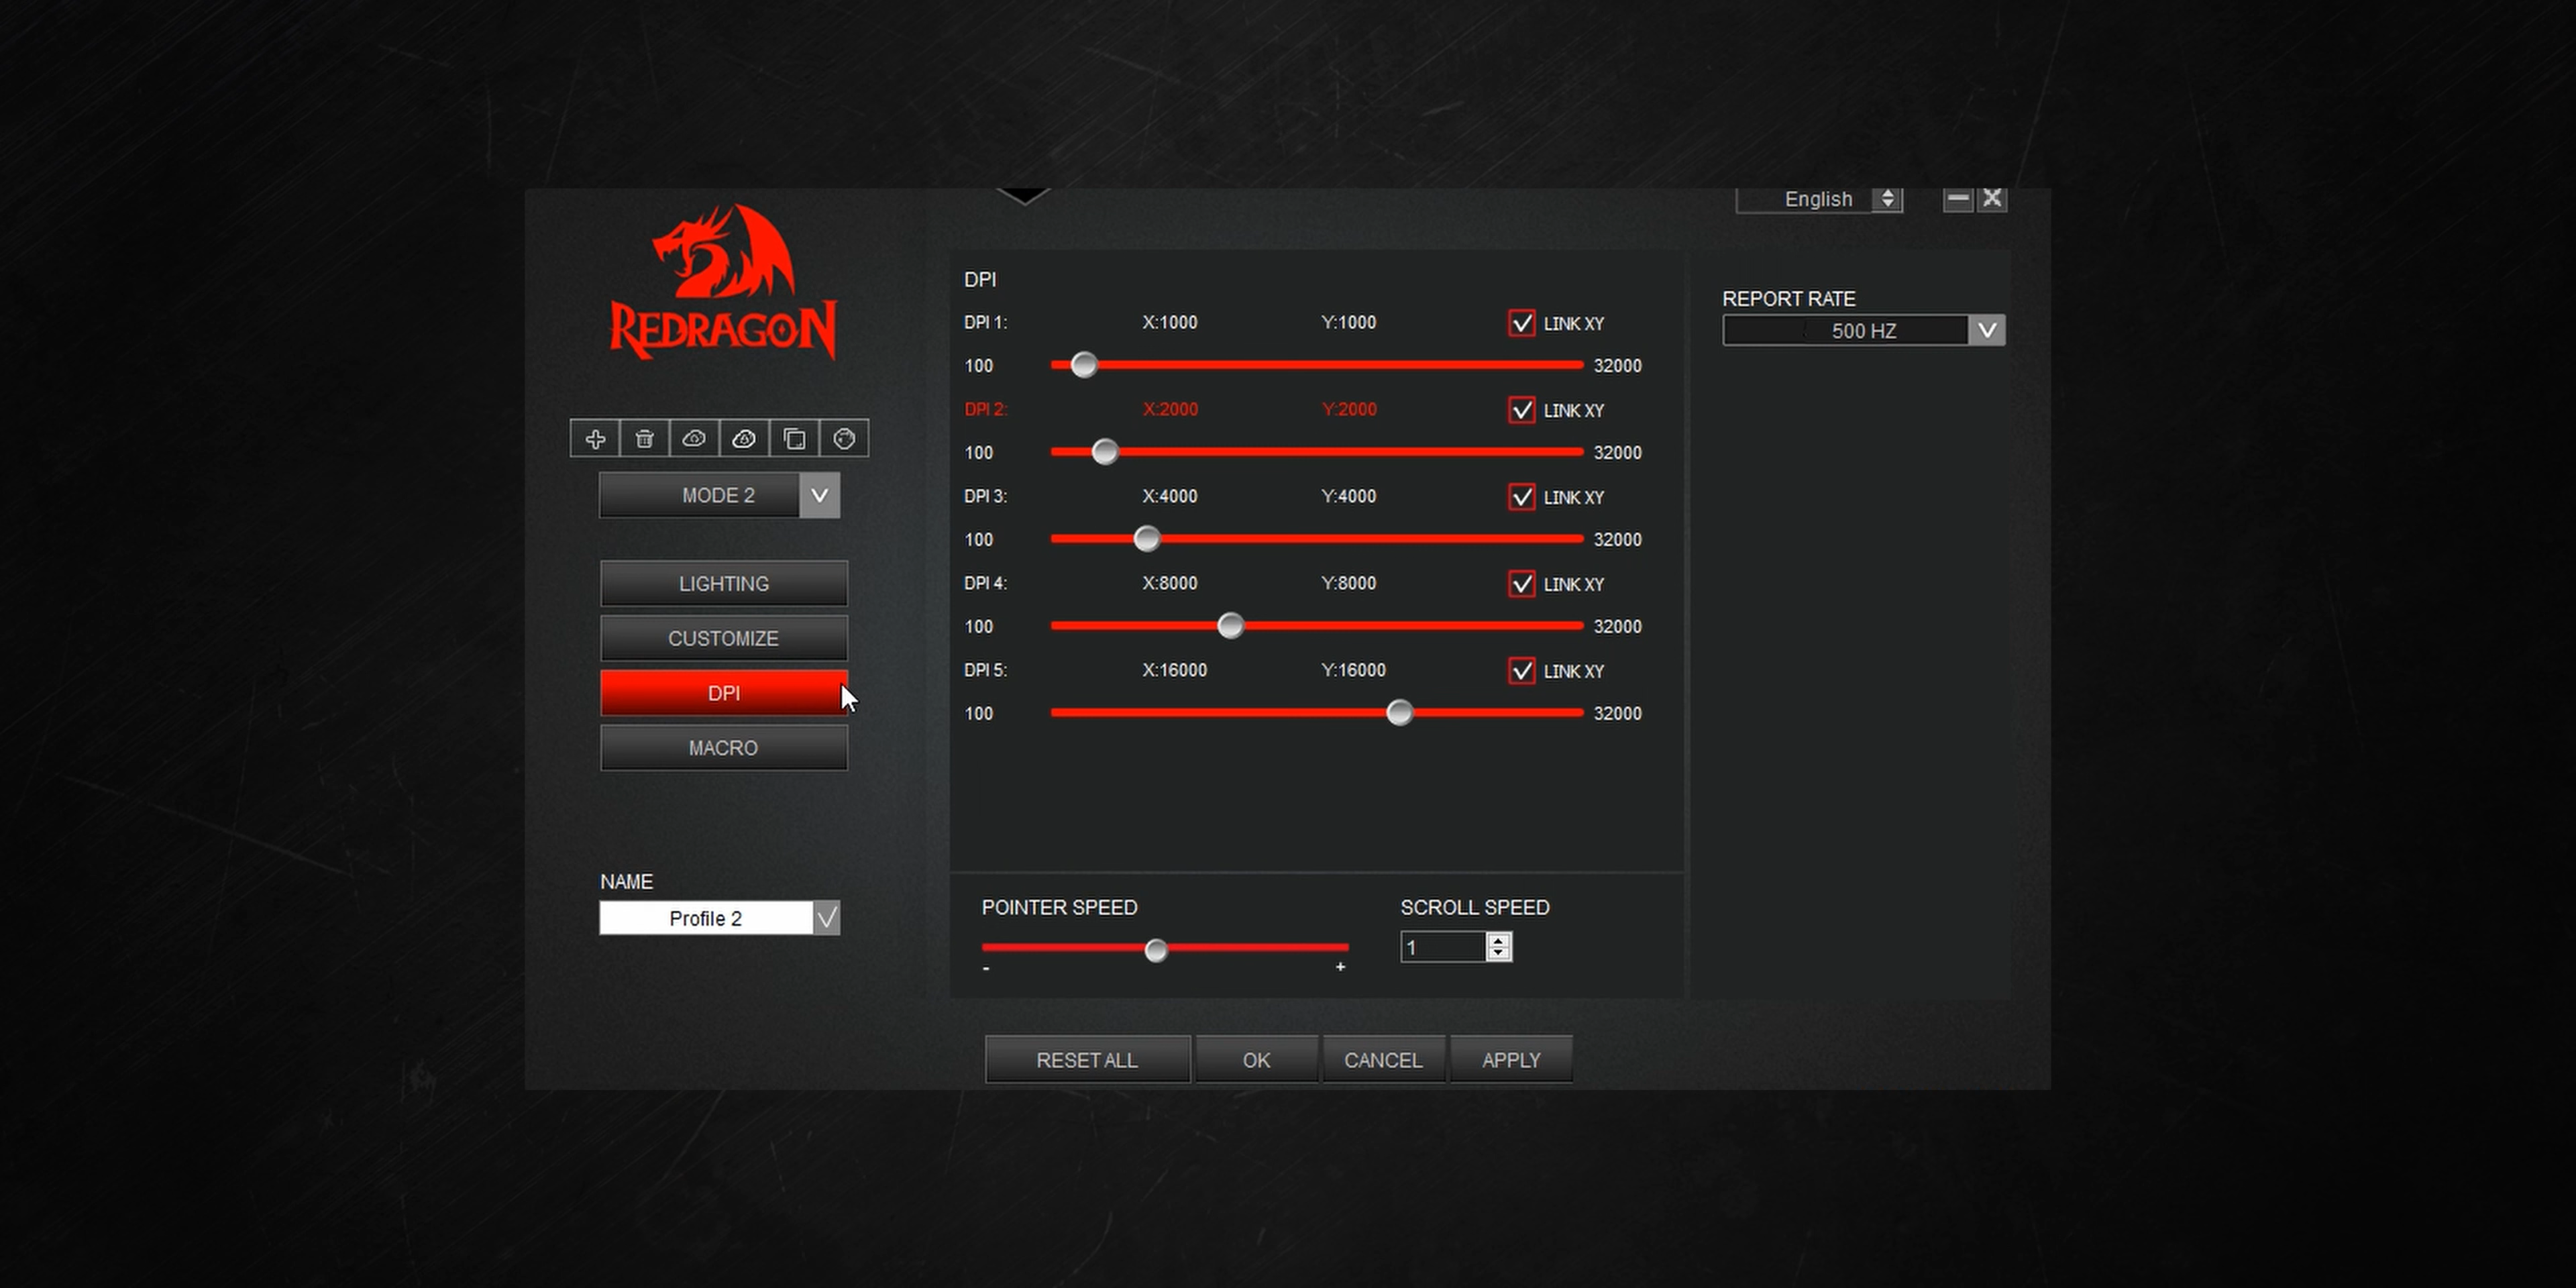 English
REDRAGON
DPI
DPI 1: X:1000 Y:1000 LINK XY
100 32000
DPI 2: X:2000 Y:2000 LINK XY
100 32000
DPI 3: X:4000 Y:4000 LINK XY
100 32000
DPI 4: X:8000 Y:8000 LINK XY
100 32000
DPI 5: X:16000 Y:16000 LINK XY
100 32000
REPORT RATE
500 HZ
MODE 2
LIGHTING
CUSTOMIZE
DPI
MACRO
NAME
Profile 2
POINTER SPEED
- +
SCROLL SPEED
1
RESET ALL OK CANCEL APPLY